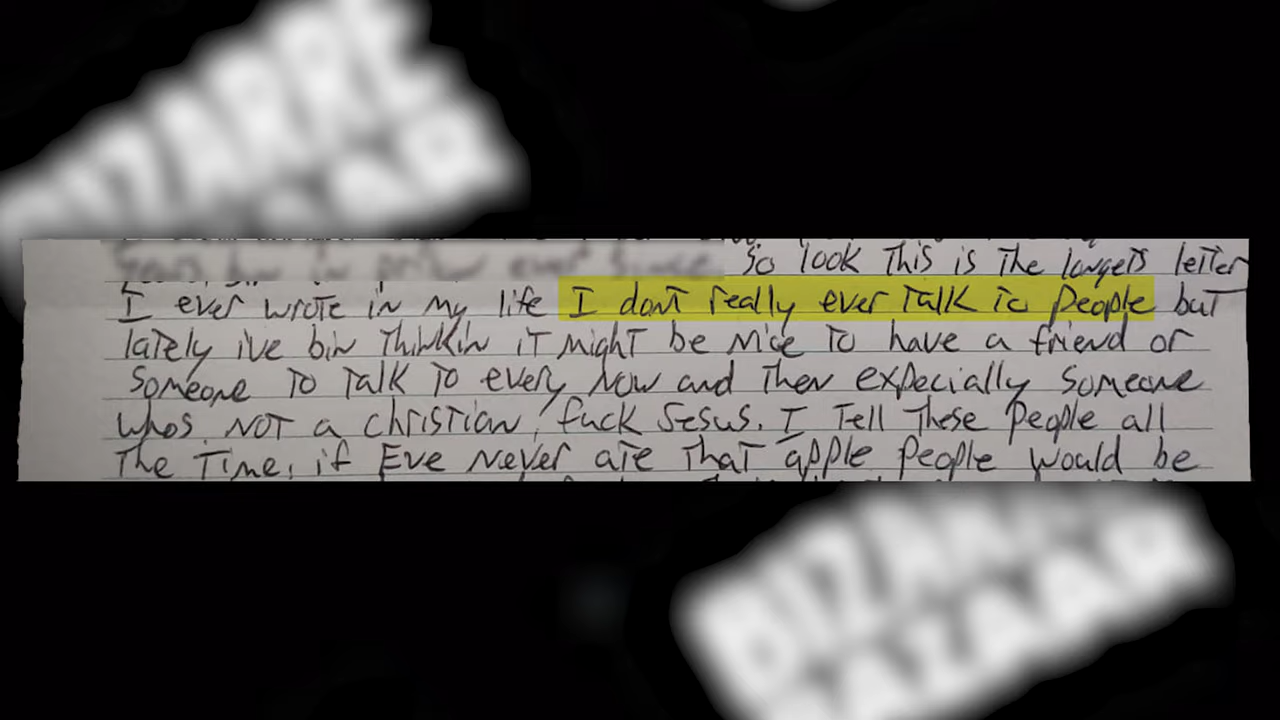 So look This is The longets letter
I ever wrote in my life I dont really ever Talk To people but
lately ive bin Thinkin iT might be Nice To have a friend or
Someone To Talk To every Now and Then expecially Someone
whos NOT a christian, fuck Jesus. I Tell These people all
The Time, if Eve Never ate That apple people would be